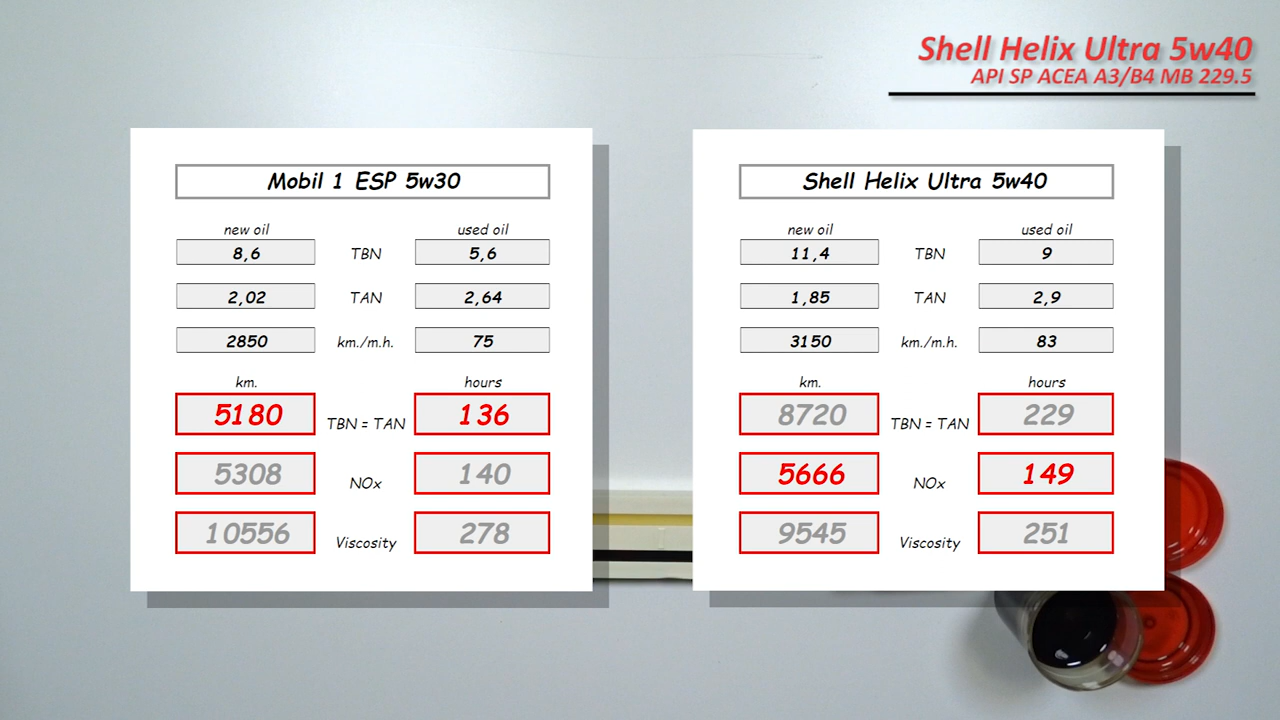 Shell Helix Ultra 5w40
API SP ACEA A3/B4 MB 229.5
Mobil 1 ESP 5w30
new oil used oil
8,6 TBN 5,6
2,02 TAN 2,64
2850 km./m.h. 75
km. hours
5180 TBN = TAN 136
5308 NOx 140
10556 Viscosity 278
Shell Helix Ultra 5w40
new oil used oil
11,4 TBN 9
1,85 TAN 2,9
3150 km./m.h. 83
km. hours
8720 TBN = TAN 229
5666 NOx 149
9545 Viscosity 251